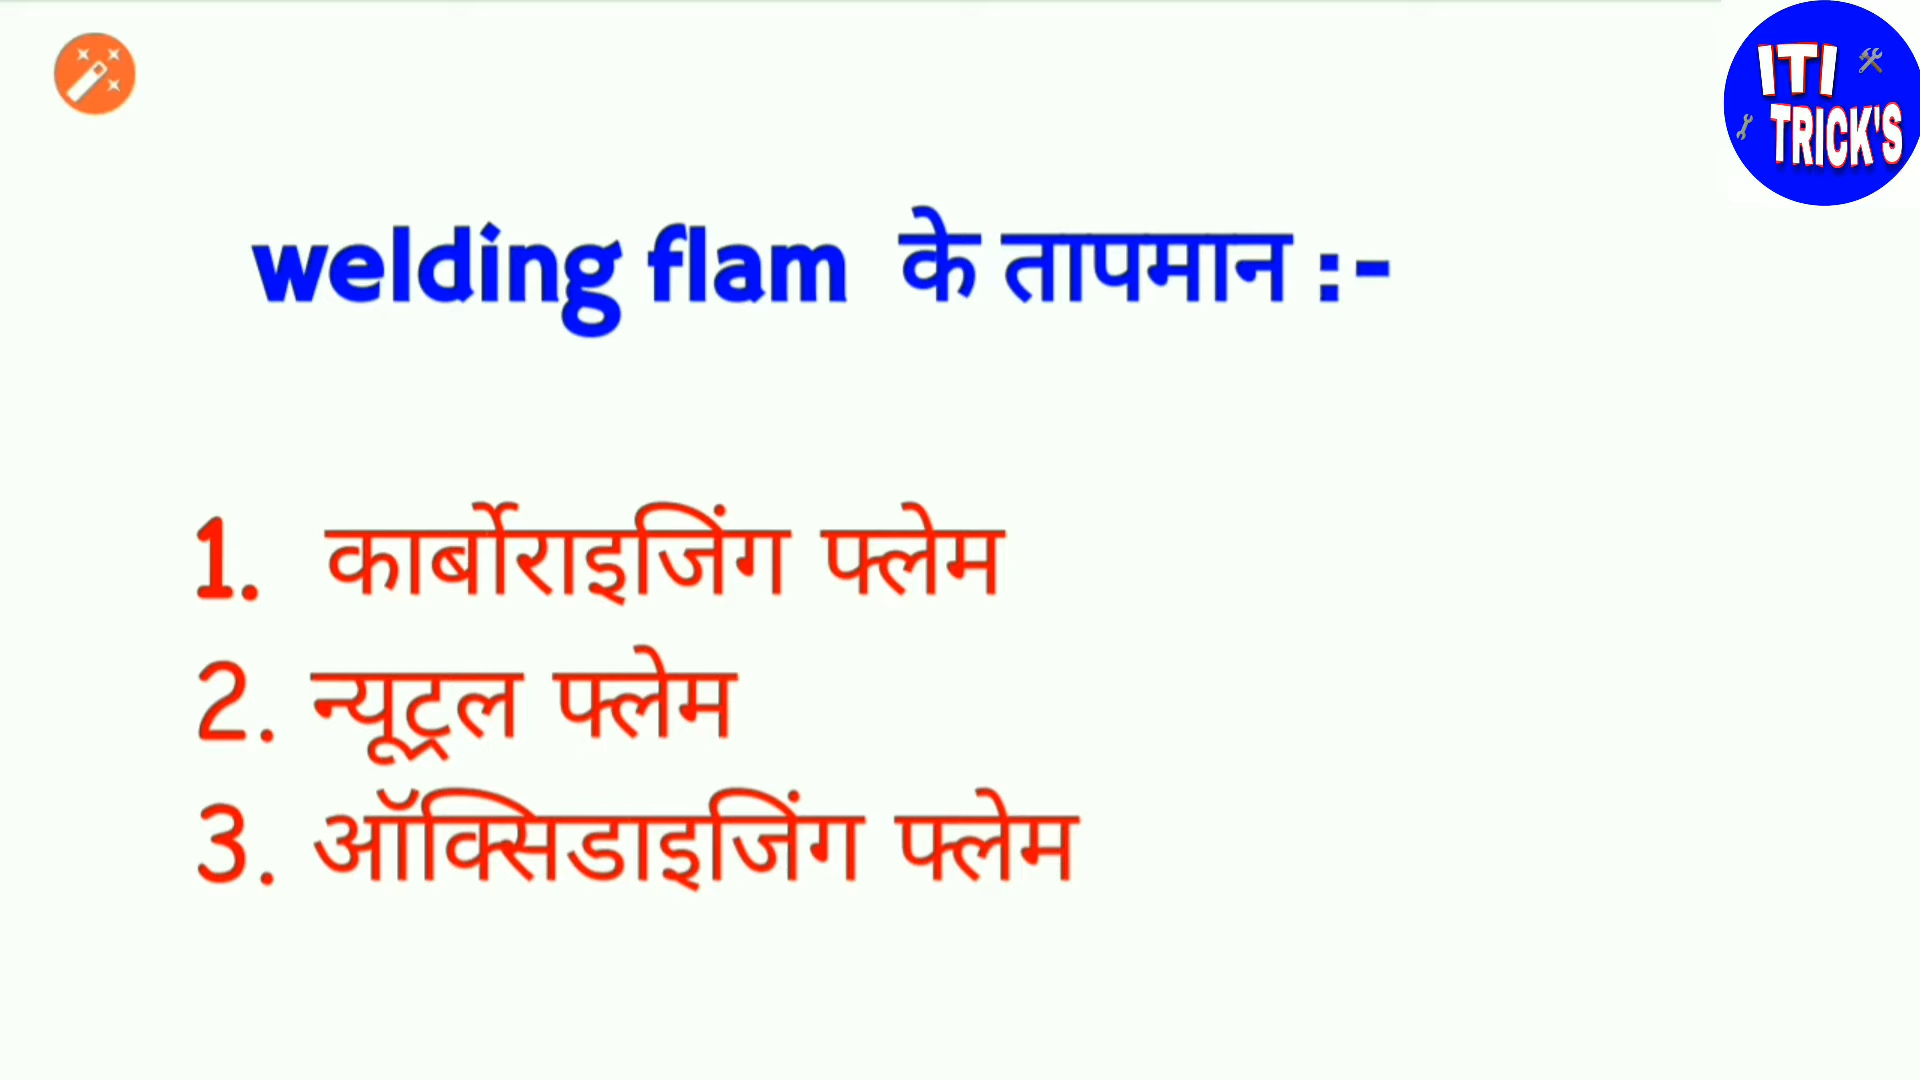 ITI
TRICK'S
welding flam के तापमान :-
1. कार्बोराइजिंग फ्लेम
2. न्यूट्रल फ्लेम
3. ऑक्सिडाइजिंग फ्लेम